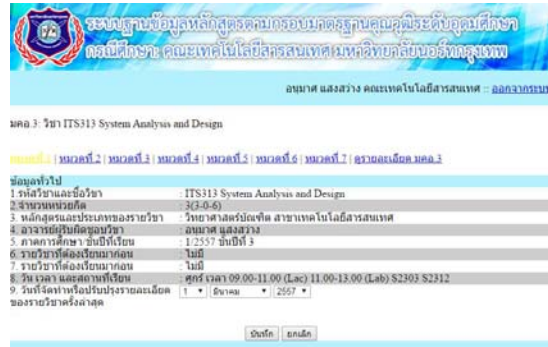 ระบบฐานข้อมูลหลักสูตรตามกรอบมาตรฐานคุณวุฒิระดับอุดมศึกษา
กรณีศึกษา: คณะเทคโนโลยีสารสนเทศ มหาวิทยาลัยนอร์ทกรุงเทพ
อนุมาศ แสงสว่าง คณะเทคโนโลยีสารสนเทศ :: ออกจากระบบ
มคอ.3: วิชา ITS313 System Analysis and Design
หมวดที่ 1 | หมวดที่ 2 | หมวดที่ 3 | หมวดที่ 4 | หมวดที่ 5 | หมวดที่ 6 | หมวดที่ 7 | ดูรายละเอียด มคอ.3
ข้อมูลทั่วไป
1.รหัสวิชาและชื่อวิชา : ITS313 System Analysis and Design
2.จำนวนหน่วยกิต : 3(3-0-6)
3. หลักสูตรและประเภทของรายวิชา : วิทยาศาสตร์บัณฑิต สาขาเทคโนโลยีสารสนเทศ
4. อาจารย์ผู้รับผิดชอบวิชา : อนุมาศ แสงสว่าง
5. ภาคการศึกษา/ชั้นปีที่เรียน : 1/2557 ชั้นปีที่ 3
6. รายวิชาที่ต้องเรียนมาก่อน : ไม่มี
7. รายวิชาที่ต้องเรียนมาก่อน : ไม่มี
8. วัน เวลา และสถานที่เรียน : ศุกร์ เวลา 09.00-11.00 (Lac) 11.00-13.00 (Lab) S2303 S2312
9. วันที่จัดทำหรือปรับปรุงรายละเอียด : 1 มีนาคม 2557
ของรายวิชาครั้งล่าสุด
บันทึก ยกเลิก